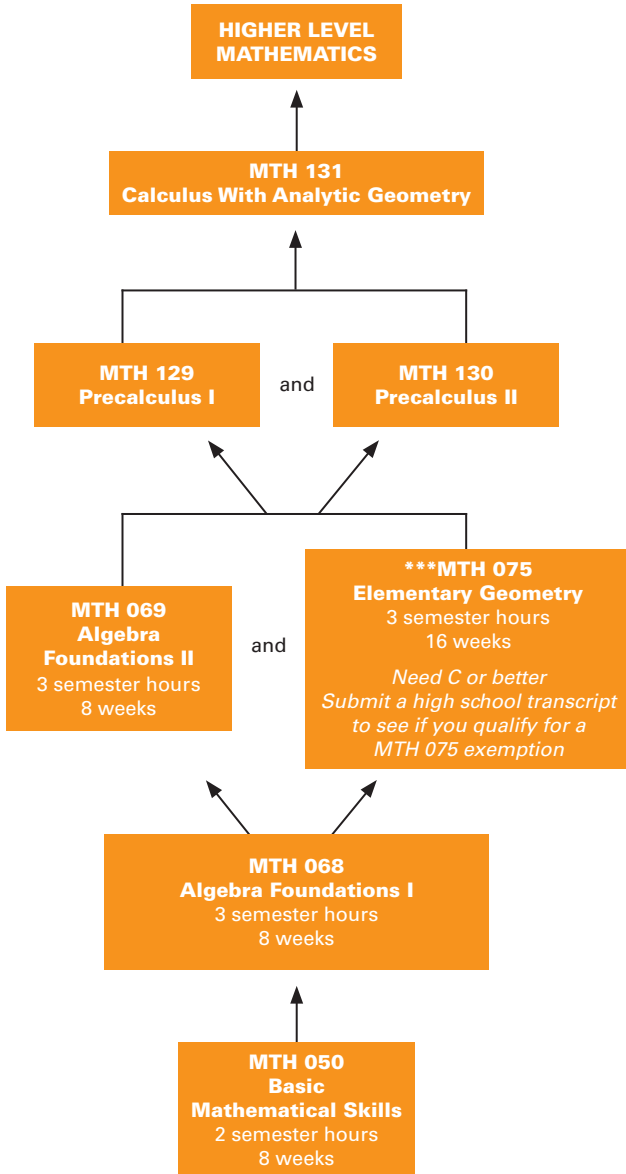 HIGHER LEVEL
MATHEMATICS
MTH 131
Calculus With Analytic Geometry
MTH 129
Precalculus I
and
MTH 130
Precalculus II
MTH 069
Algebra
Foundations II
3 semester hours
8 weeks
and
***MTH 075
Elementary Geometry
3 semester hours
16 weeks
Need C or better
Submit a high school transcript
to see if you qualify for a
MTH 075 exemption
MTH 068
Algebra Foundations I
3 semester hours
8 weeks
MTH 050
Basic
Mathematical Skills
2 semester hours
8 weeks